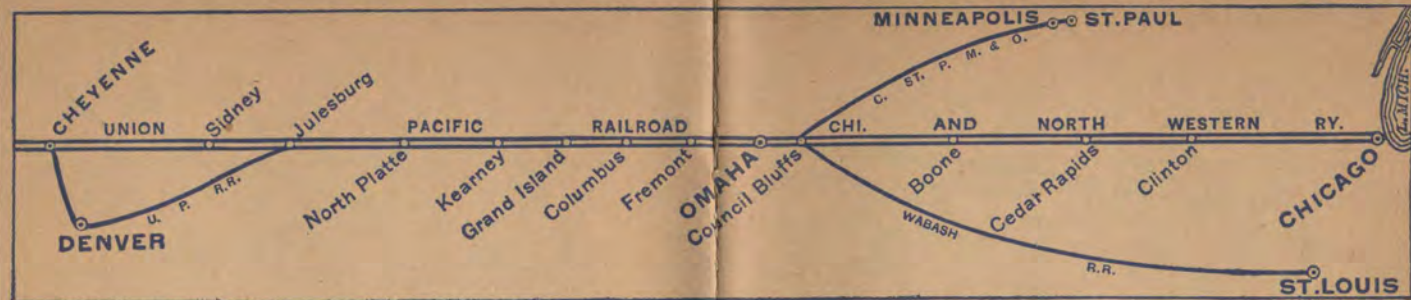 MINNEAPOLIS ST. PAUL
C. ST. P. M. & O.
L. MICH.
CHEYENNE
Sidney
Julesburg
UNION PACIFIC RAILROAD CHI. AND NORTH WESTERN RY.
North Platte
Kearney
Grand Island
Columbus
Fremont
OMAHA
Council Bluffs
Boone
Cedar Rapids
Clinton
CHICAGO
U. P. R.R.
DENVER
WABASH R.R.
ST. LOUIS